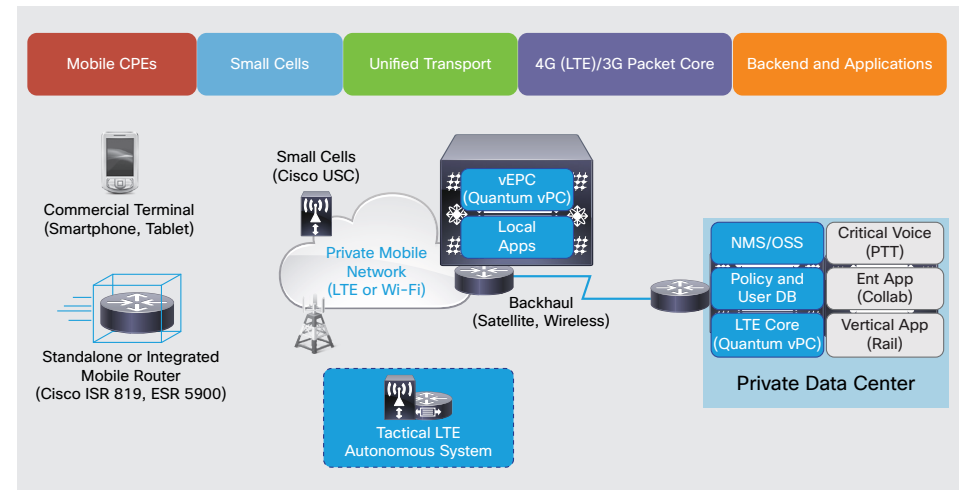 Mobile CPEs
Small Cells
Unified Transport
4G (LTE)/3G Packet Core
Backend and Applications
Commercial Terminal
(Smartphone, Tablet)
Standalone or Integrated
Mobile Router
(Cisco ISR 819, ESR 5900)
Small Cells
(Cisco USC)
Private Mobile
Network
(LTE or Wi-Fi)
vEPC
(Quantum vPC)
Local
Apps
Backhaul
(Satellite, Wireless)
Tactical LTE
Autonomous System
NMS/OSS
Critical Voice
(PTT)
Policy and
User DB
Ent App
(Collab)
LTE Core
(Quantum vPC)
Vertical App
(Rail)
Private Data Center